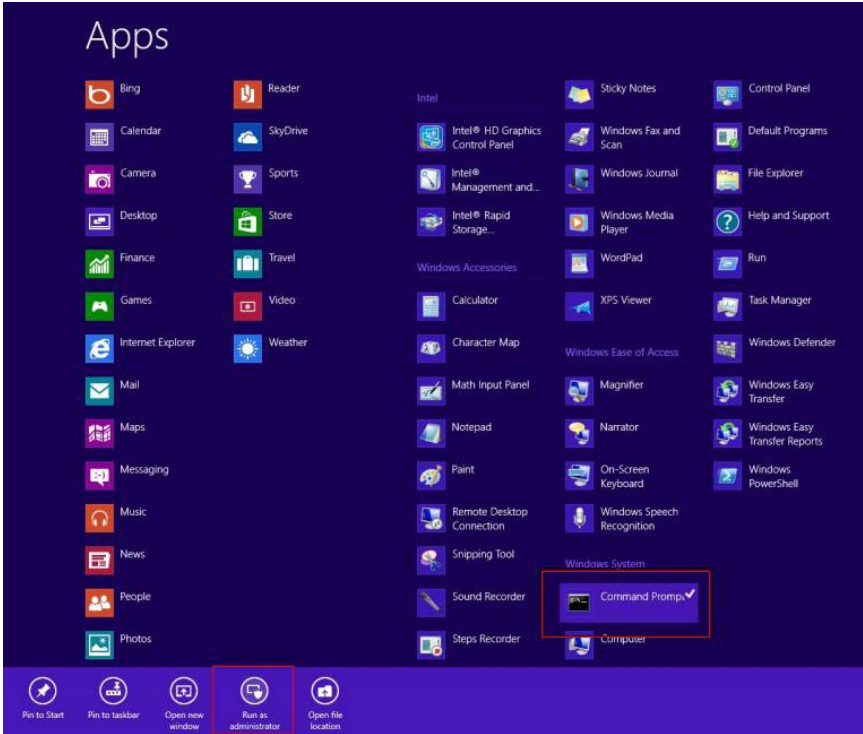 Apps
Bing
Calendar
Camera
Desktop
Finance
Games
Internet Explorer
Mail
Maps
Messaging
Music
News
People
Photos
Reader
SkyDrive
Sports
Store
Travel
Video
Weather
Intel
Intel® HD Graphics
Control Panel
Intel®
Management and...
Intel® Rapid
Storage...
Windows Accessories
Calculator
Character Map
Math Input Panel
Notepad
Paint
Remote Desktop
Connection
Snipping Tool
Sound Recorder
Steps Recorder
Sticky Notes
Windows Fax and
Scan
Windows Journal
Windows Media
Player
WordPad
XPS Viewer
Windows Ease of Access
Magnifier
Narrator
On-Screen
Keyboard
Windows Speech
Recognition
Windows System
Command Prompt
Computer
Control Panel
Default Programs
File Explorer
Help and Support
Run
Task Manager
Windows Defender
Windows Easy
Transfer
Windows Easy
Transfer Reports
Windows
PowerShell
Pin to Start
Pin to taskbar
Open new
window
Run as
administrator
Open file
location